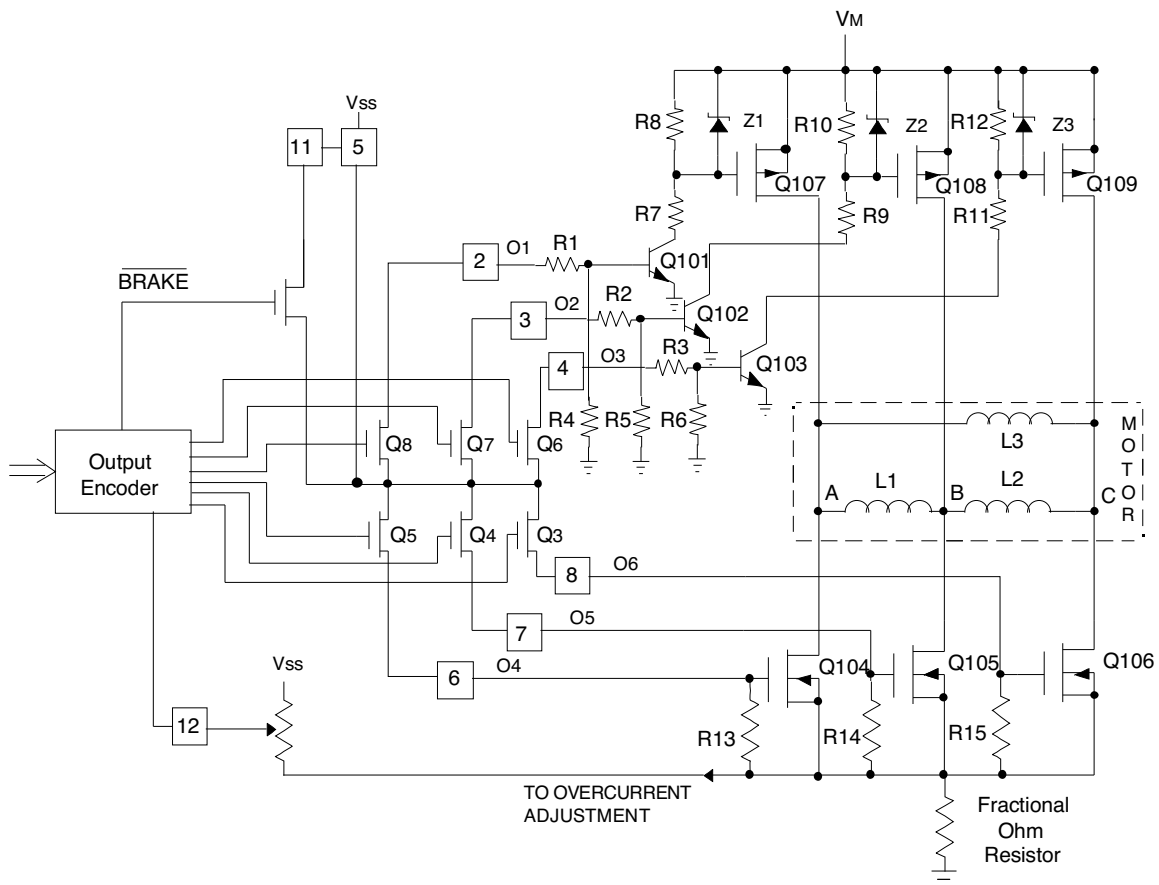 VM
Vss
R8
Z1
R10
Z2
R12
Z3
11
5
Q107
Q108
Q109
R7
R9
R11
2
O1
R1
Q101
BRAKE
3
O2
R2
Q102
4
O3
R3
Q103
R4
R5
R6
Output
Encoder
Q8
Q7
Q6
Q5
Q4
Q3
MOTOR
L3
A
L1
B
L2
C
8
O6
7
O5
6
O4
Q104
Q105
Q106
Vss
12
R13
R14
R15
TO OVERCURRENT
ADJUSTMENT
Fractional
Ohm
Resistor